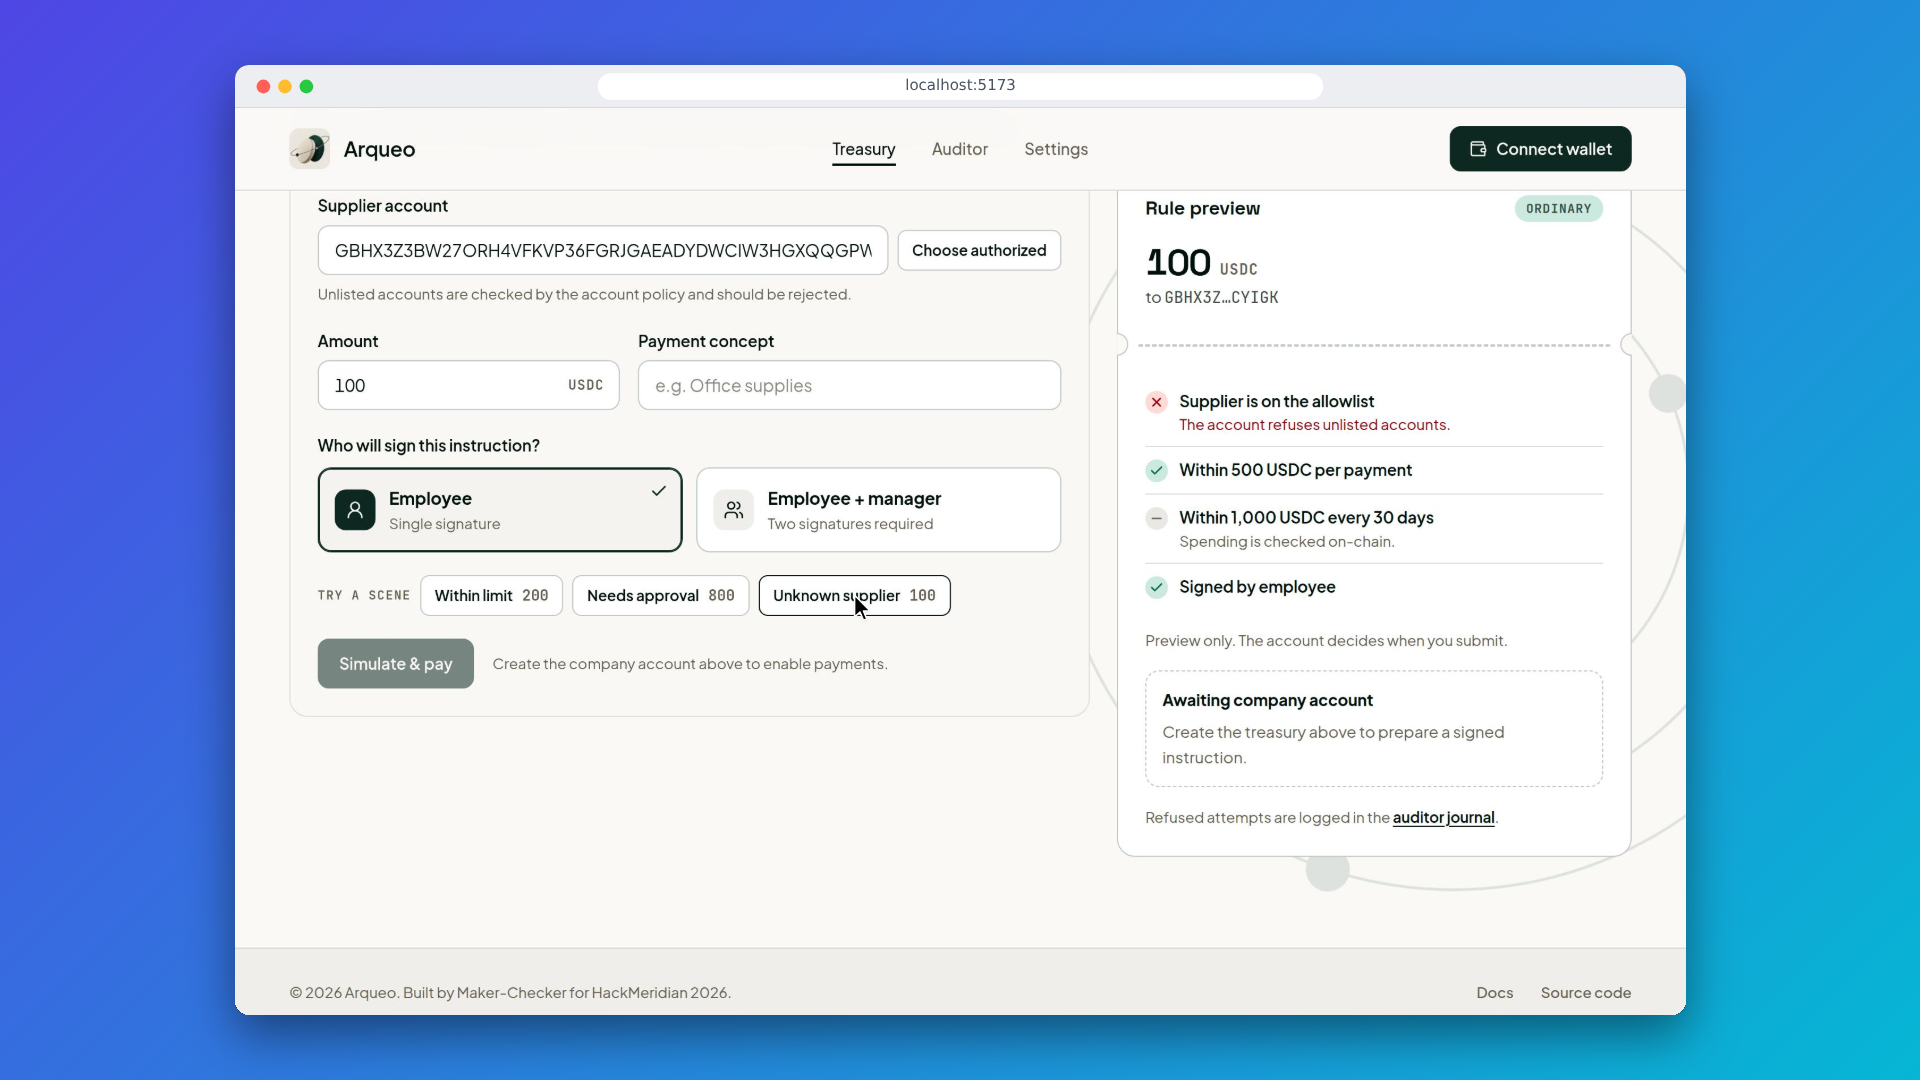 localhost:5173
Arqueo
Treasury
Auditor
Settings
Connect wallet
Supplier account
GBHX3Z3BW27ORH4VFKVP36FGRJGAEADYDWCIW3HGXQQGPW
Choose authorized
Unlisted accounts are checked by the account policy and should be rejected.
Amount
Payment concept
100 USDC
e.g. Office supplies
Who will sign this instruction?
Employee
Single signature
Employee + manager
Two signatures required
TRY A SCENE
Within limit 200
Needs approval 800
Unknown supplier 100
Simulate & pay
Create the company account above to enable payments.
Rule preview
ORDINARY
100 USDC
to GBHX3Z…CYIGK
Supplier is on the allowlist
The account refuses unlisted accounts.
Within 500 USDC per payment
Within 1,000 USDC every 30 days
Spending is checked on-chain.
Signed by employee
Preview only. The account decides when you submit.
Awaiting company account
Create the treasury above to prepare a signed
instruction.
Refused attempts are logged in the auditor journal.
© 2026 Arqueo. Built by Maker-Checker for HackMeridian 2026.
Docs
Source code